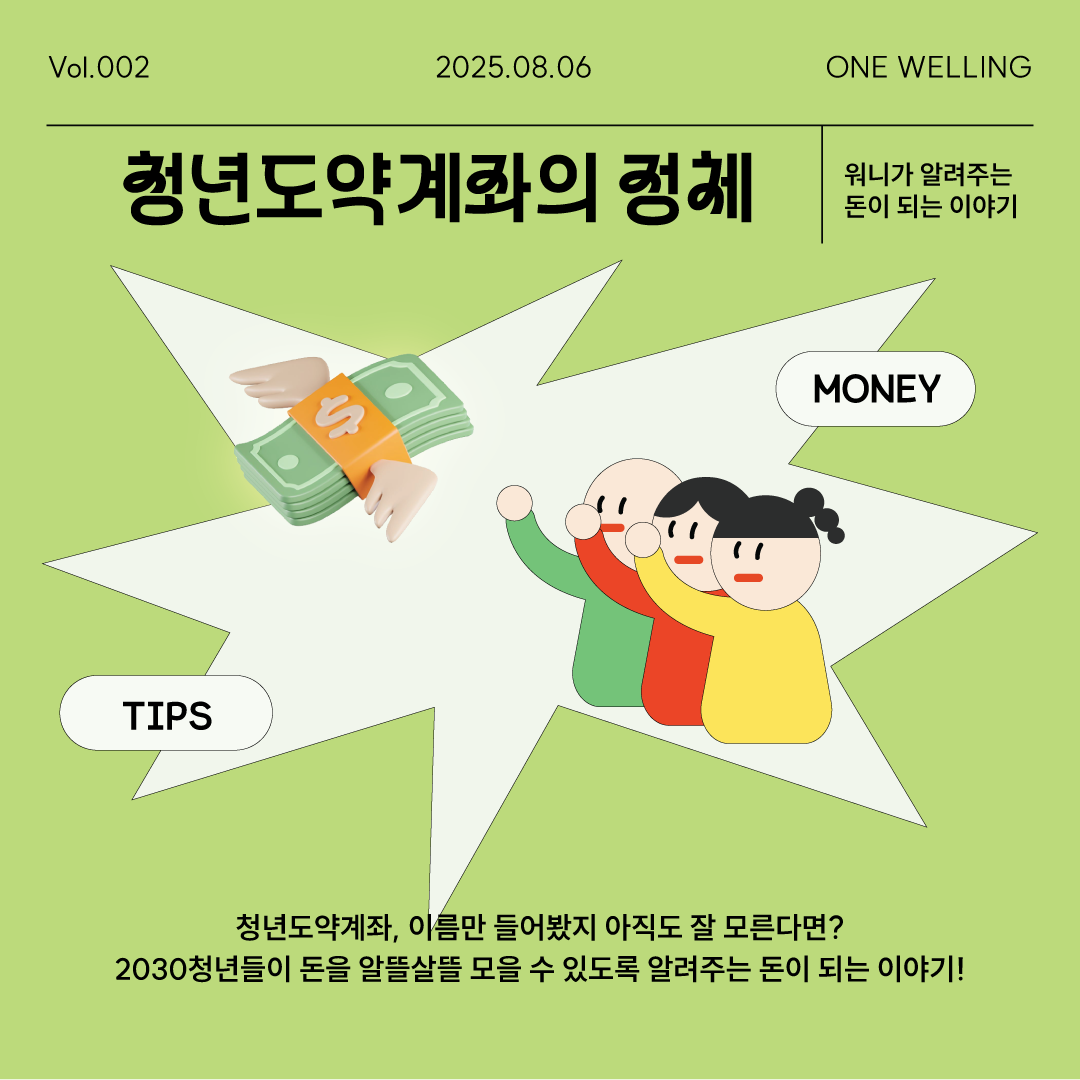 Vol.002
2025.08.06
ONE WELLING
청년도약계좌의 정체
워니가 알려주는
돈이 되는 이야기
$
MONEY
TIPS
청년도약계좌, 이름만 들어봤지 아직도 잘 모른다면?
2030청년들이 돈을 알뜰살뜰 모을 수 있도록 알려주는 돈이 되는 이야기!